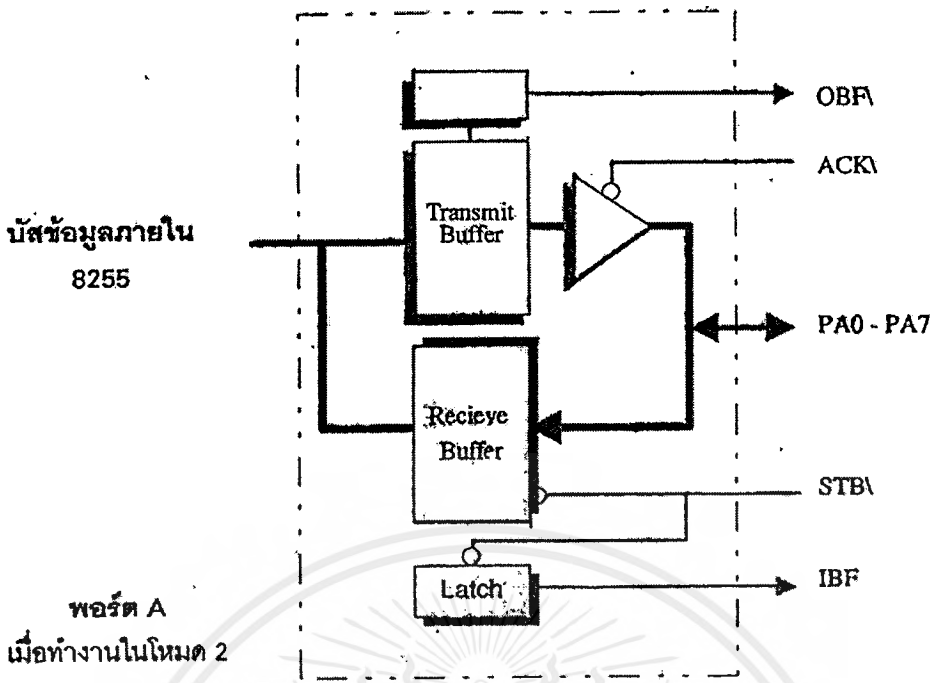 OBF\
ACK\
Transmit
Buffer
บัสข้อมูลภายใน
8255
PA0 - PA7
Recieve
Buffer
STB\
Latch
IBF
พอร์ต A
เมื่อทำงานในโหมด 2